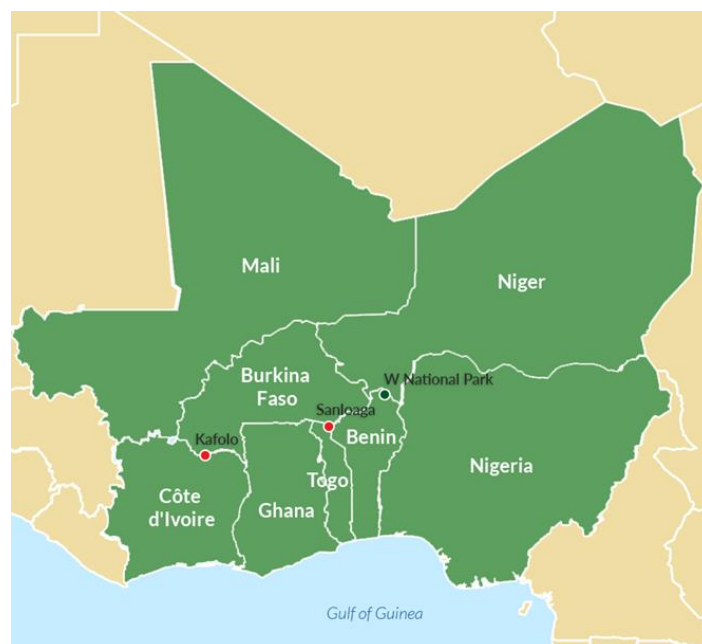 Mali
Niger
W National Park
Burkina
Faso
Sanloaga
Benin
Kafolo
Nigeria
Togo
Côte
d'Ivoire
Ghana
Gulf of Guinea